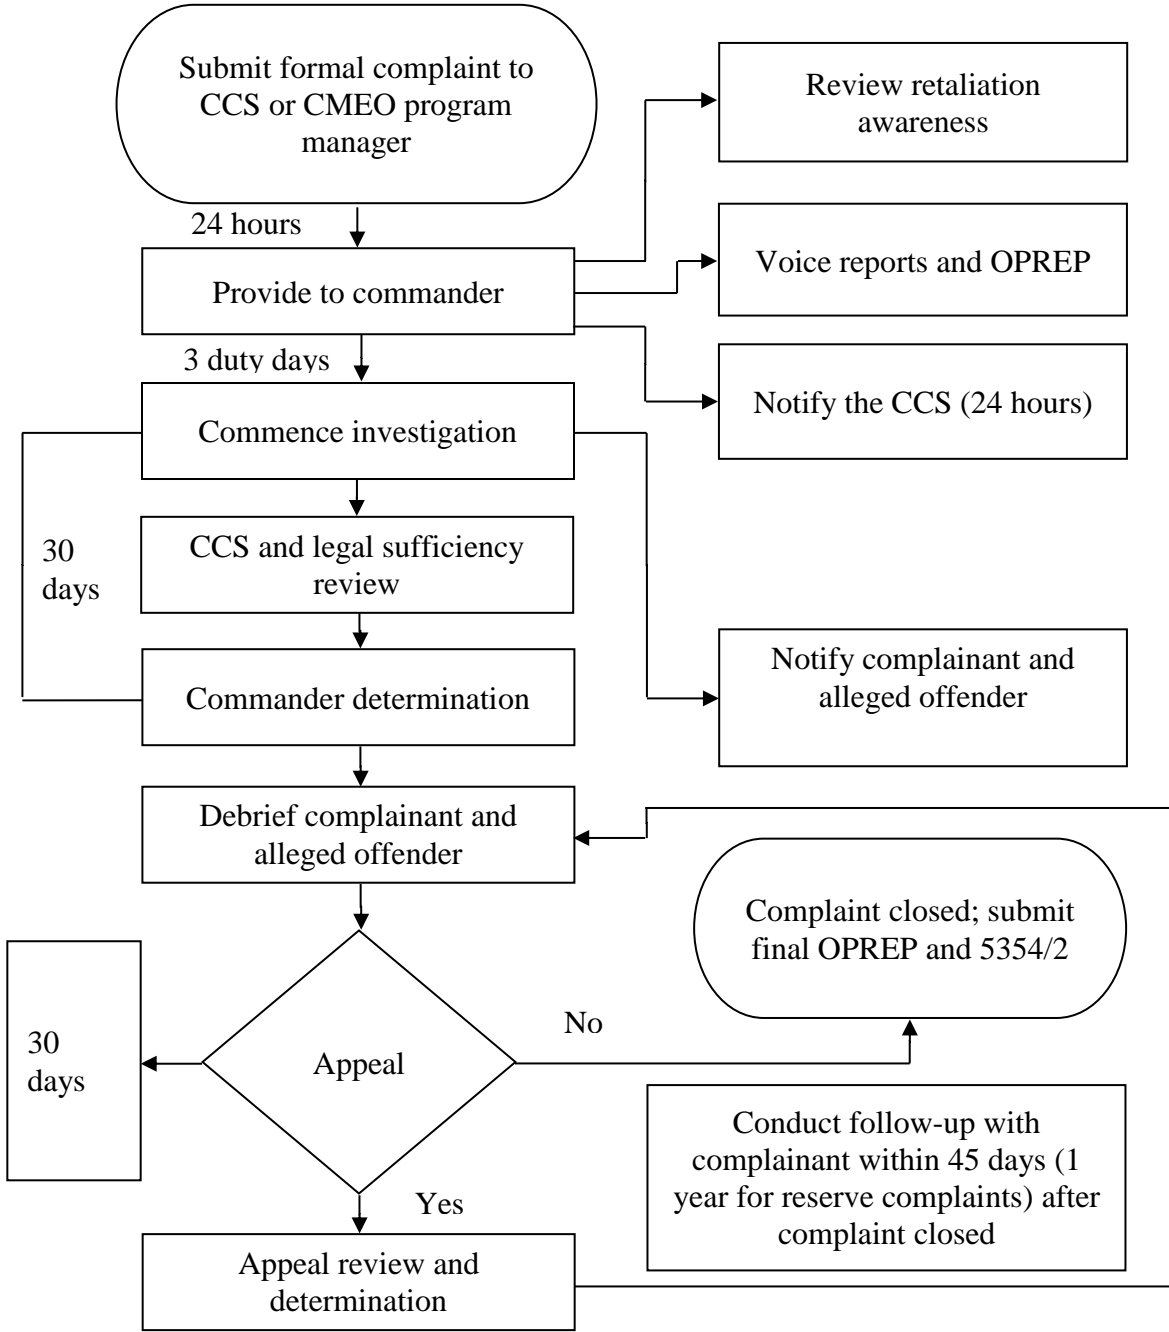 Submit formal complaint to
CCS or CMEO program
manager
Review retaliation
awareness
24 hours
Provide to commander
Voice reports and OPREP
3 duty days
Notify the CCS (24 hours)
Commence investigation
30
days
CCS and legal sufficiency
review
Commander determination
Notify complainant and
alleged offender
Debrief complainant and
alleged offender
Complaint closed; submit
final OPREP and 5354/2
30
days
Appeal
No
Yes
Conduct follow-up with
complainant within 45 days (1
year for reserve complaints) after
complaint closed
Appeal review and
determination